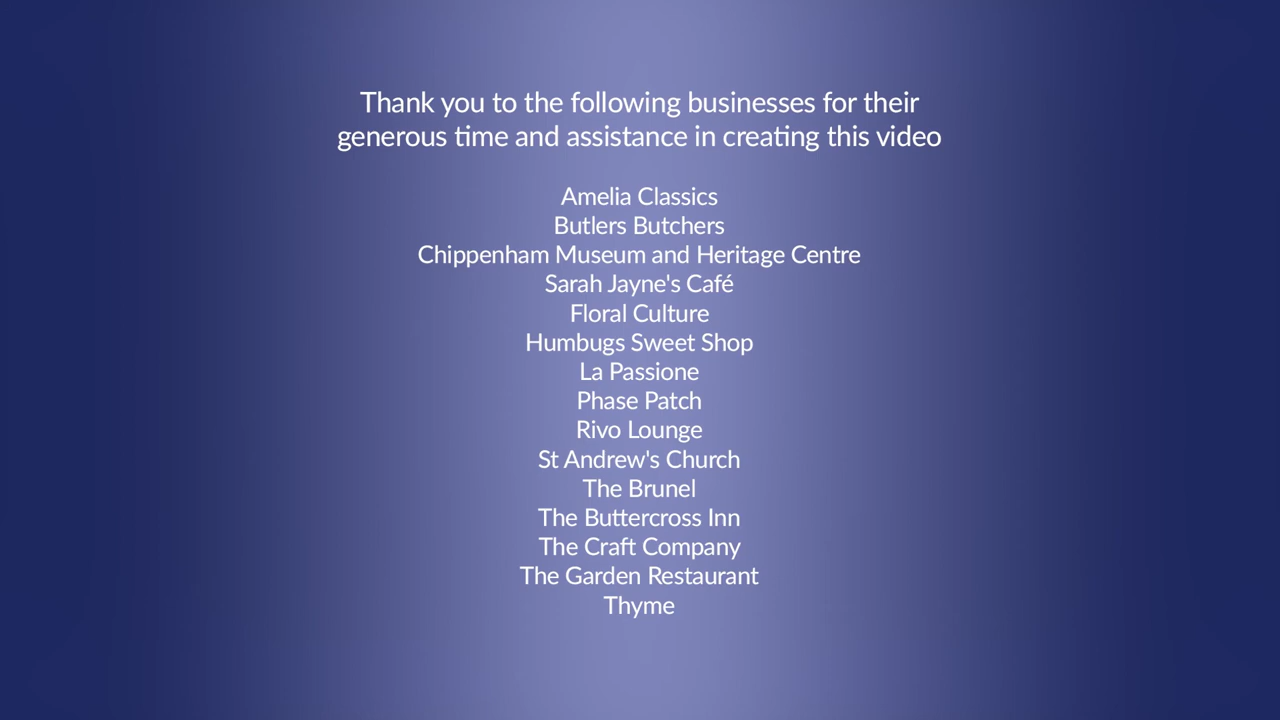 Thank you to the following businesses for their
generous time and assistance in creating this video
Amelia Classics
Butlers Butchers
Chippenham Museum and Heritage Centre
Sarah Jayne's Café
Floral Culture
Humbugs Sweet Shop
La Passione
Phase Patch
Rivo Lounge
St Andrew's Church
The Brunel
The Buttercross Inn
The Craft Company
The Garden Restaurant
Thyme